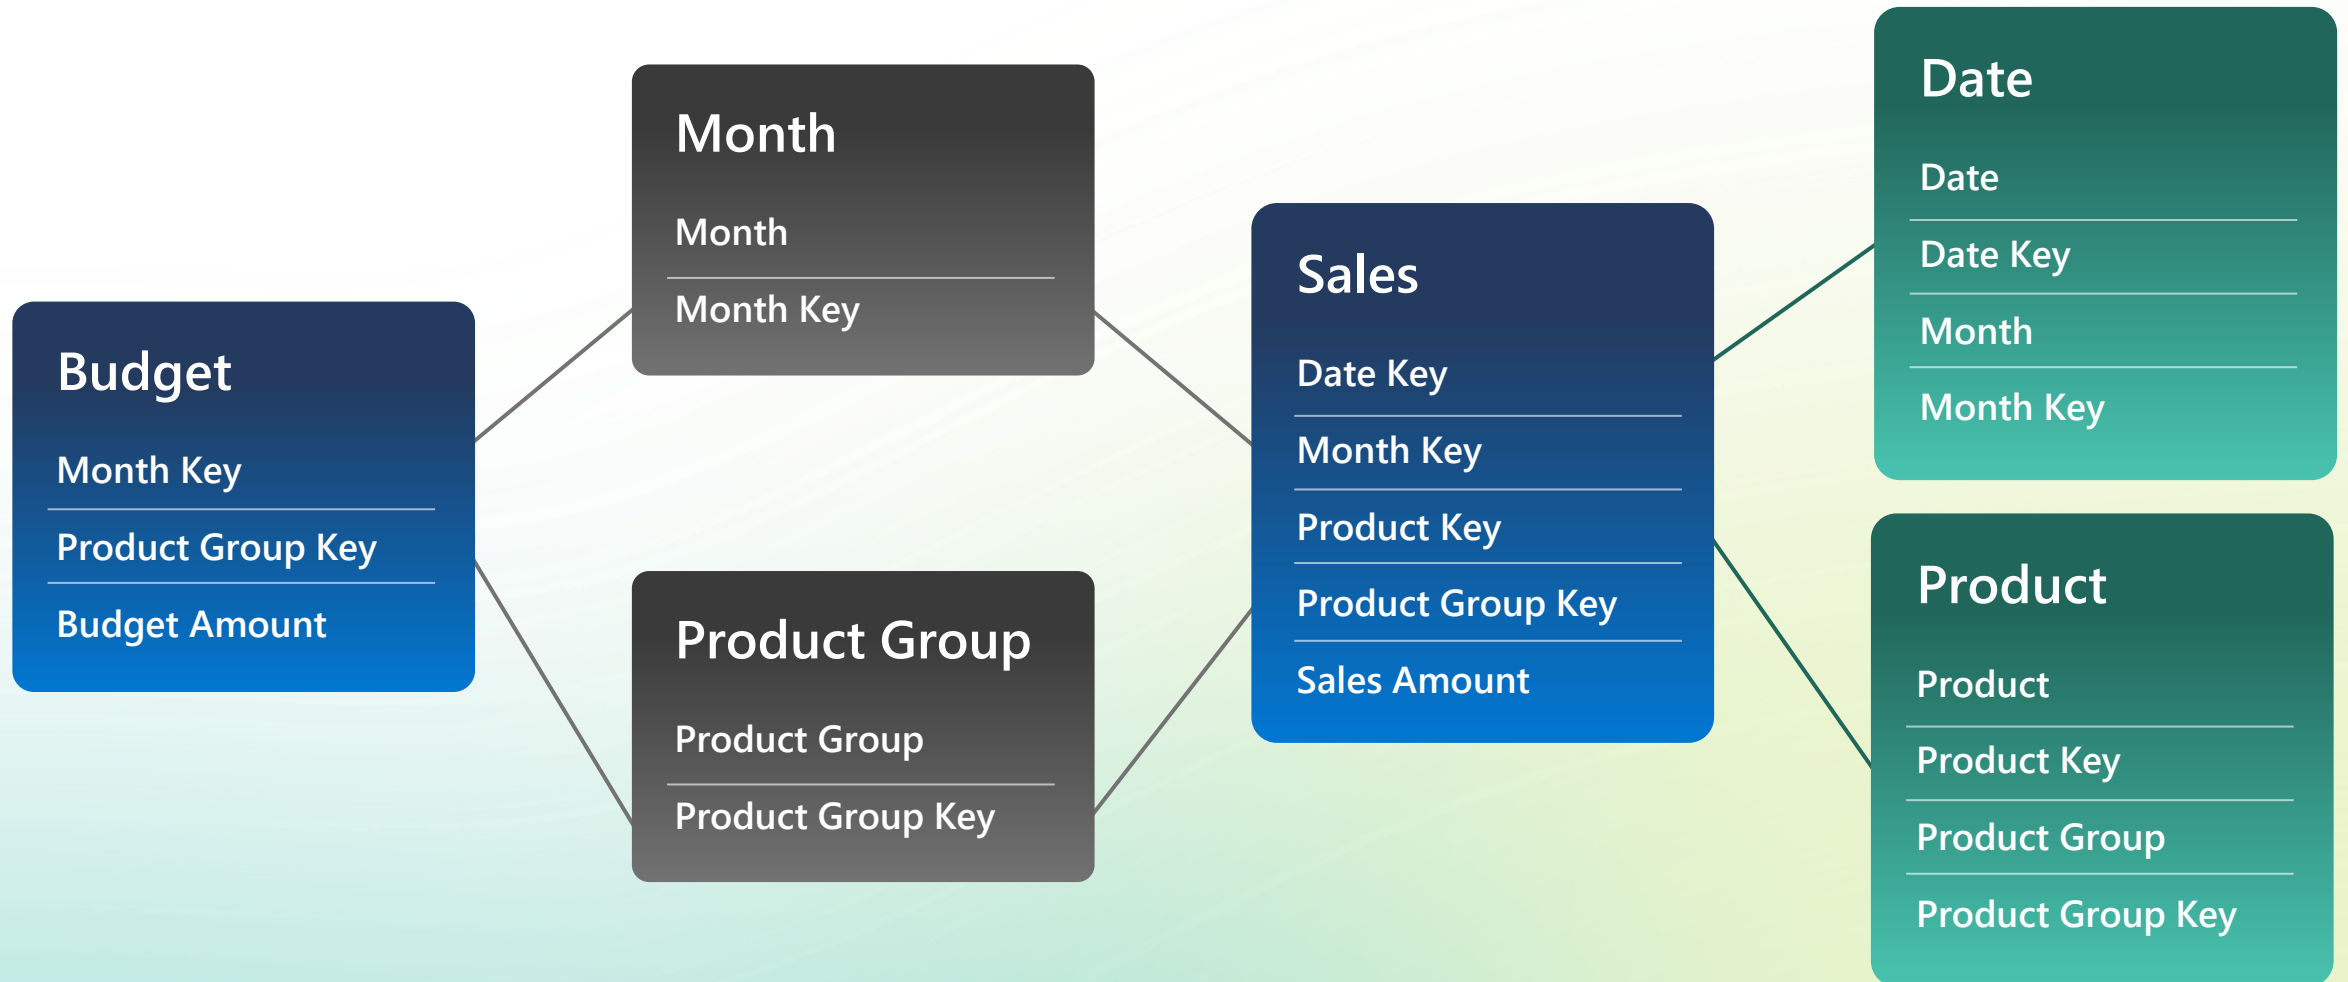 Budget
Month Key
Product Group Key
Budget Amount
Month
Month
Month Key
Product Group
Product Group
Product Group Key
Sales
Date Key
Month Key
Product Key
Product Group Key
Sales Amount
Date
Date
Date Key
Month
Month Key
Product
Product
Product Key
Product Group
Product Group Key